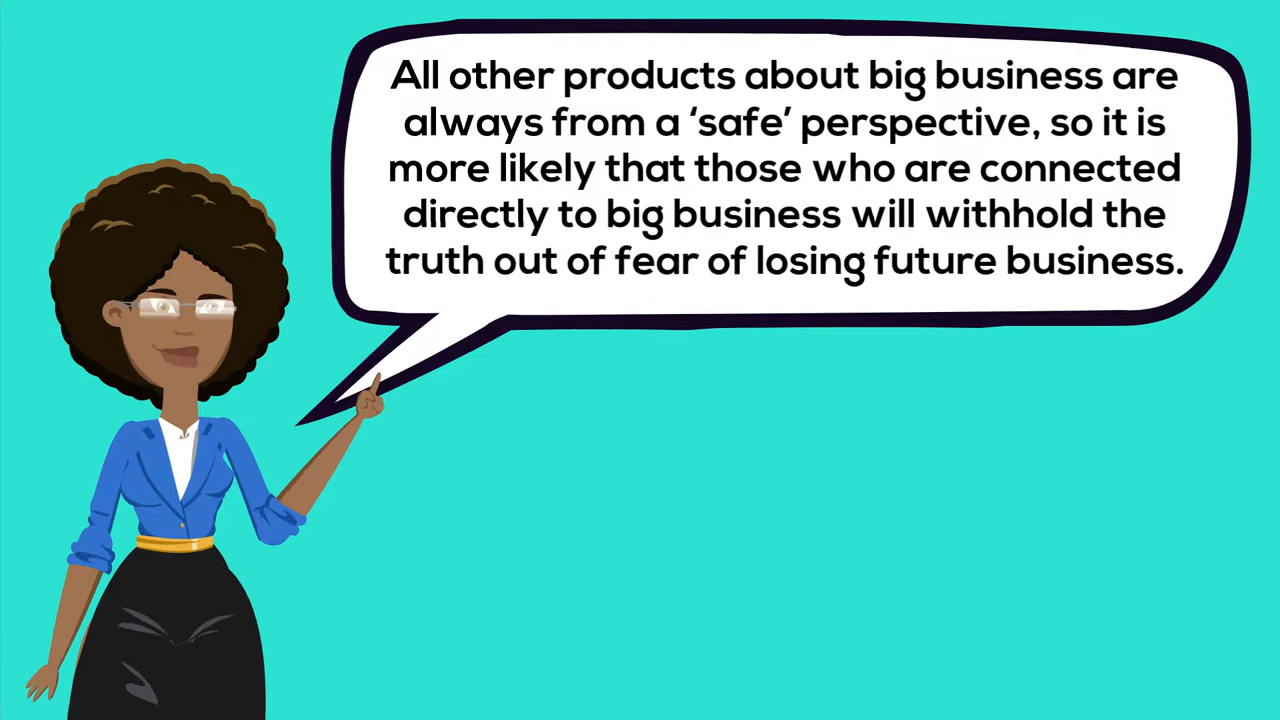 All other products about big business are
always from a ‘safe’ perspective, so it is
more likely that those who are connected
directly to big business will withhold the
truth out of fear of losing future business.